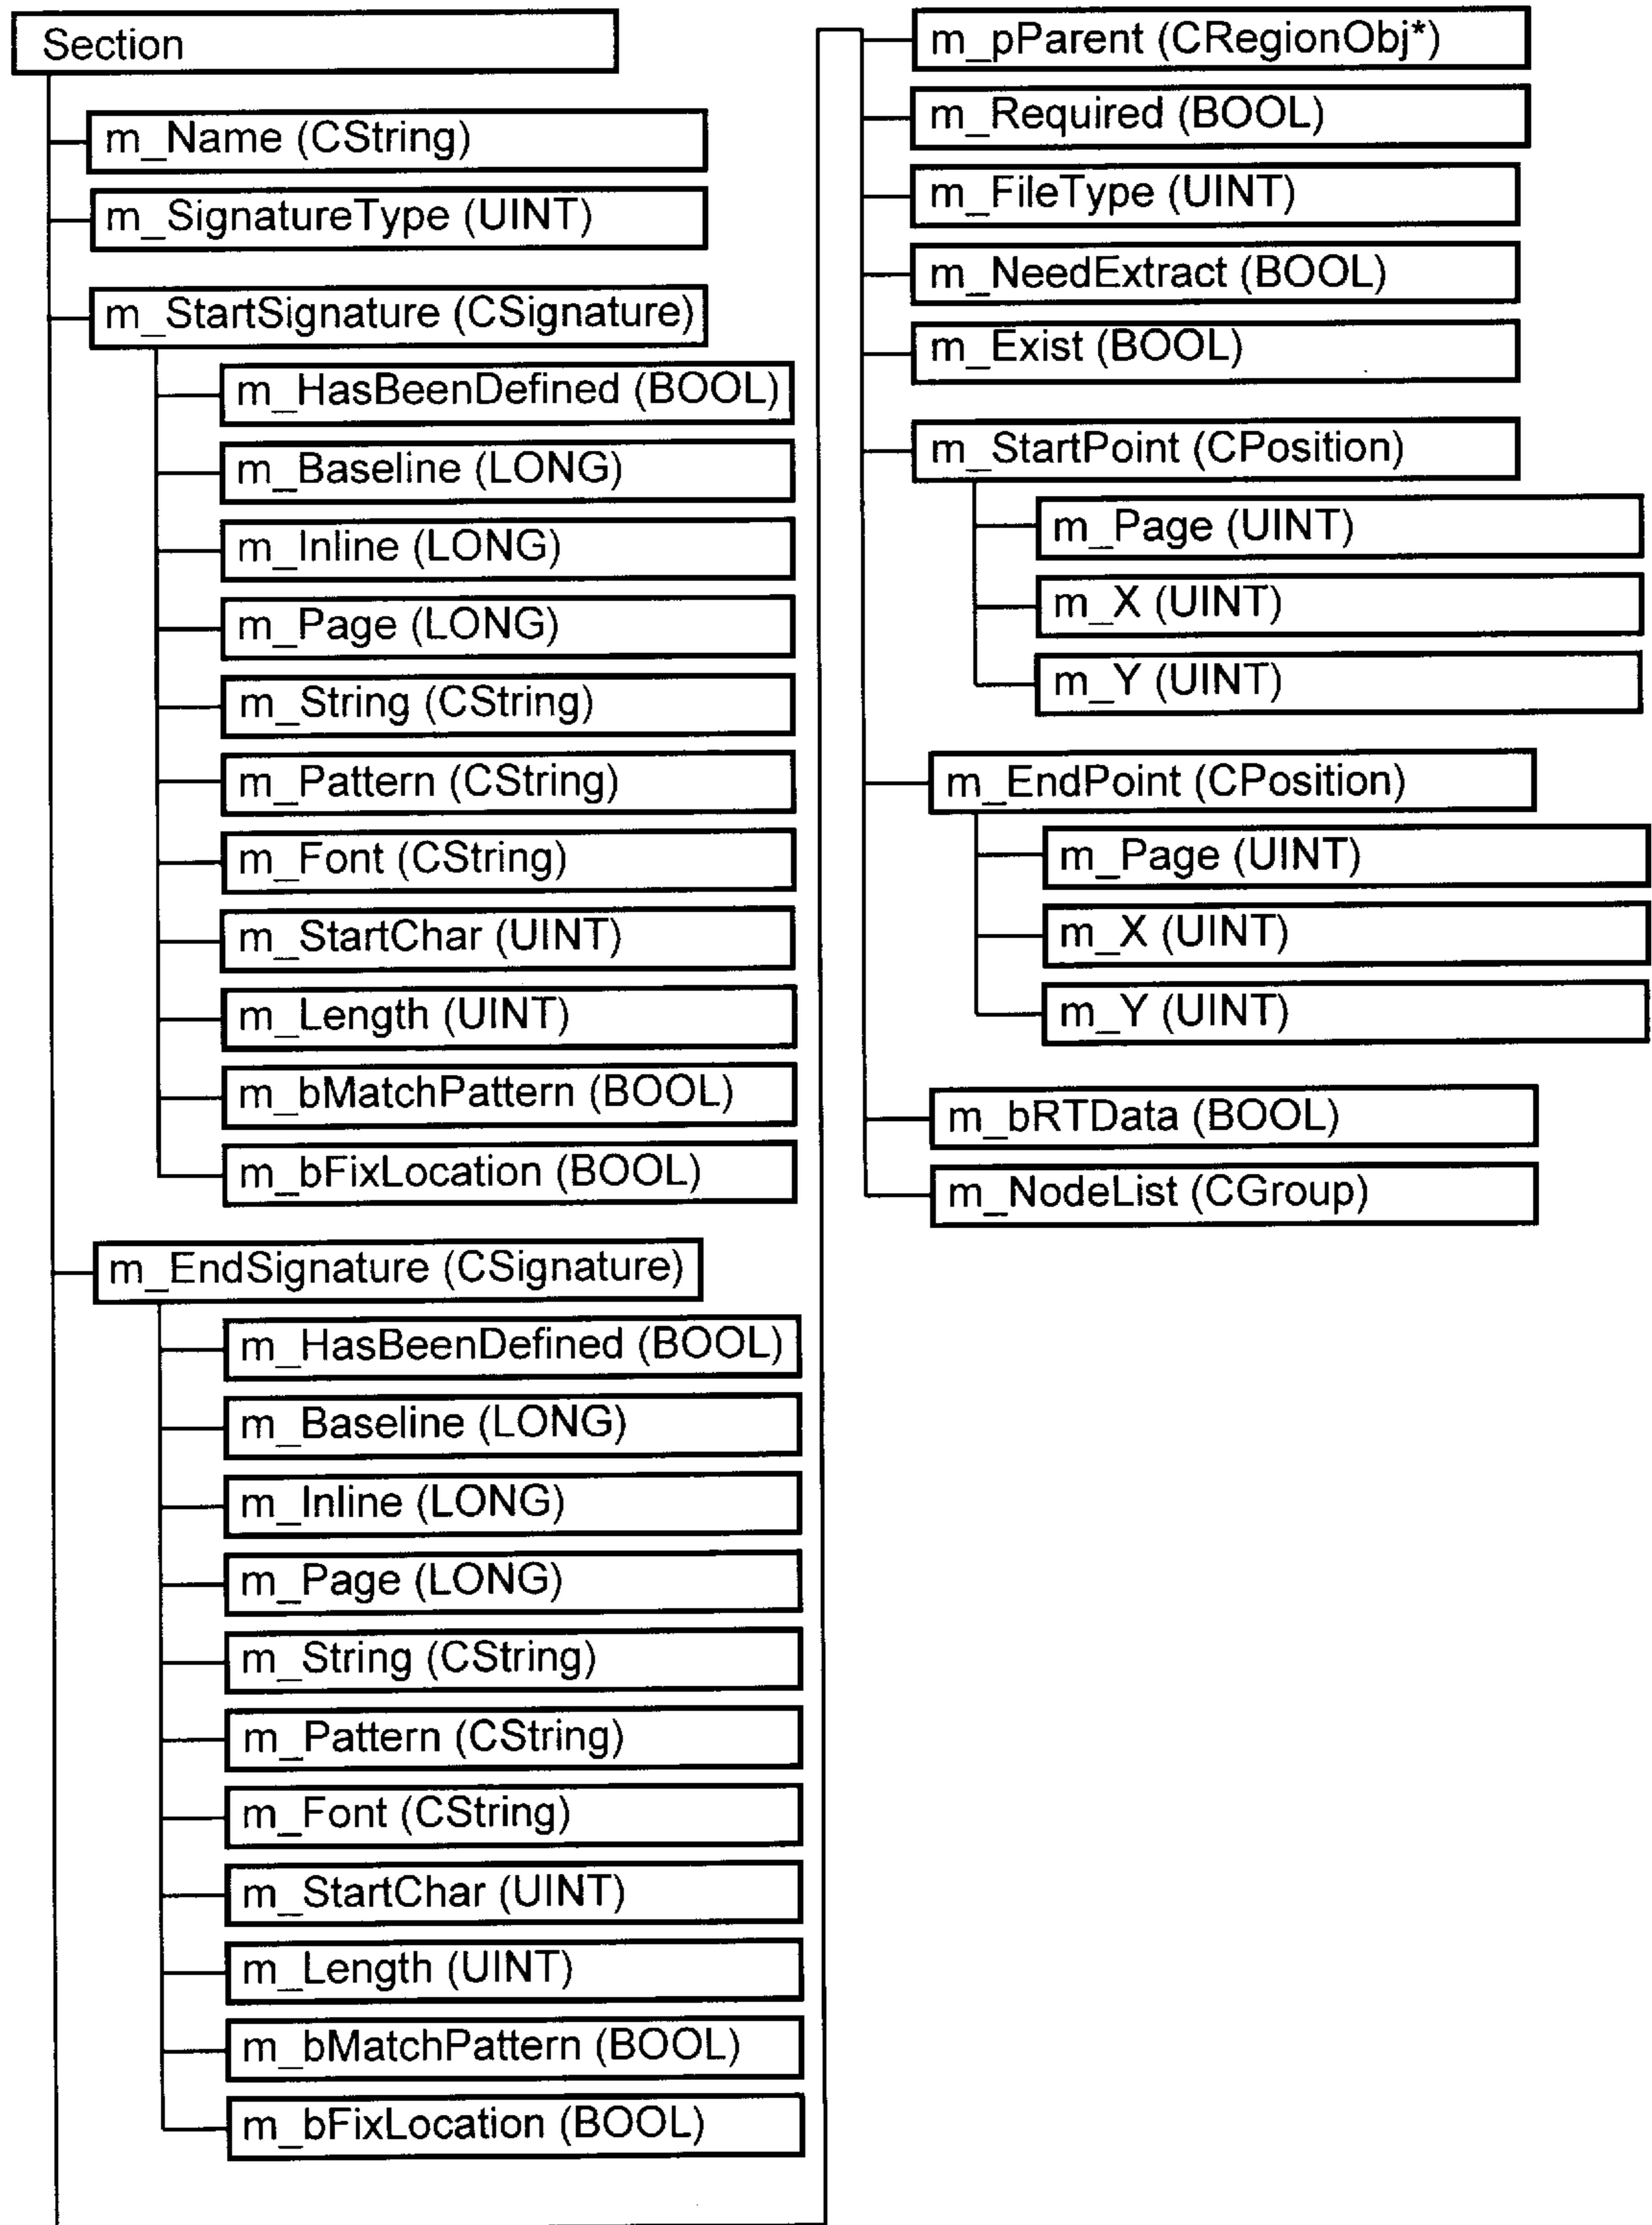 Section
m_Name (CString)
m_SignatureType (UINT)
m_StartSignature (CSignature)
m_HasBeenDefined (BOOL)
m_Baseline (LONG)
m_Inline (LONG)
m_Page (LONG)
m_String (CString)
m_Pattern (CString)
m_Font (CString)
m_StartChar (UINT)
m_Length (UINT)
m_bMatchPattern (BOOL)
m_bFixLocation (BOOL)
m_EndSignature (CSignature)
m_HasBeenDefined (BOOL)
m_Baseline (LONG)
m_Inline (LONG)
m_Page (LONG)
m_String (CString)
m_Pattern (CString)
m_Font (CString)
m_StartChar (UINT)
m_Length (UINT)
m_bMatchPattern (BOOL)
m_bFixLocation (BOOL)
m_pParent (CRegionObj*)
m_Required (BOOL)
m_FileType (UINT)
m_NeedExtract (BOOL)
m_Exist (BOOL)
m_StartPoint (CPosition)
m_Page (UINT)
m_X (UINT)
m_Y (UINT)
m_EndPoint (CPosition)
m_Page (UINT)
m_X (UINT)
m_Y (UINT)
m_bRTData (BOOL)
m_NodeList (CGroup)